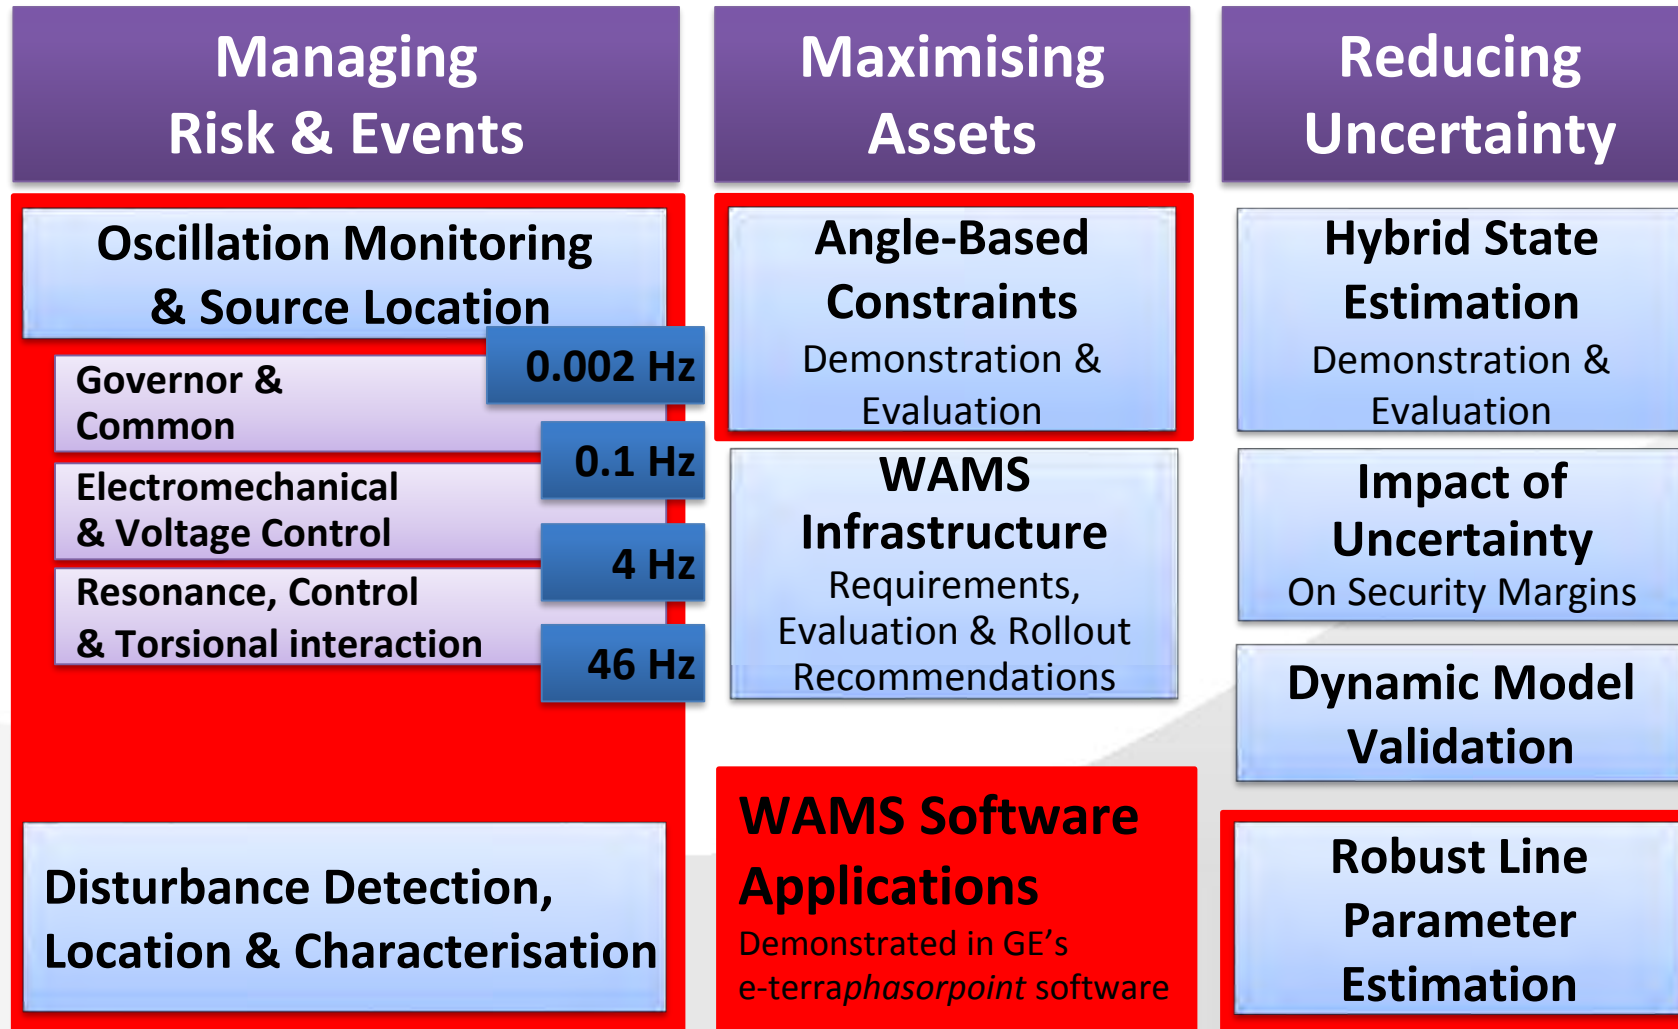 Managing
Risk & Events
Oscillation Monitoring
& Source Location
0.002 Hz
Governor &
Common
0.1 Hz
Electromechanical
& Voltage Control
4 Hz
Resonance, Control
& Torsional interaction
46 Hz
Disturbance Detection,
Location & Characterisation
Maximising
Assets
Angle-Based
Constraints
Demonstration &
Evaluation
WAMS
Infrastructure
Requirements,
Evaluation & Rollout
Recommendations
WAMS Software
Applications
Demonstrated in GE’s
e-terraphasorpoint software
Reducing
Uncertainty
Hybrid State
Estimation
Demonstration &
Evaluation
Impact of
Uncertainty
On Security Margins
Dynamic Model
Validation
Robust Line
Parameter
Estimation